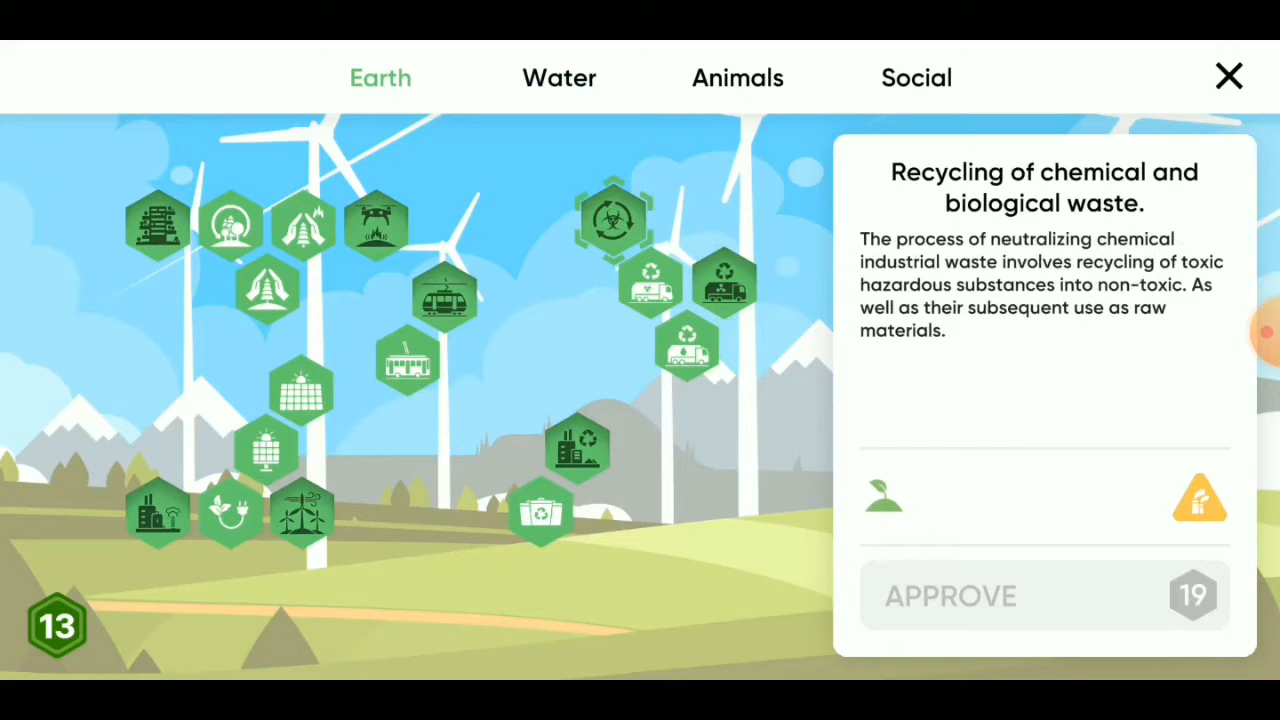 Earth Water Animals Social
Recycling of chemical and
biological waste.
The process of neutralizing chemical
industrial waste involves recycling of toxic
hazardous substances into non-toxic. As
well as their subsequent use as raw
materials.
APPROVE 19
13